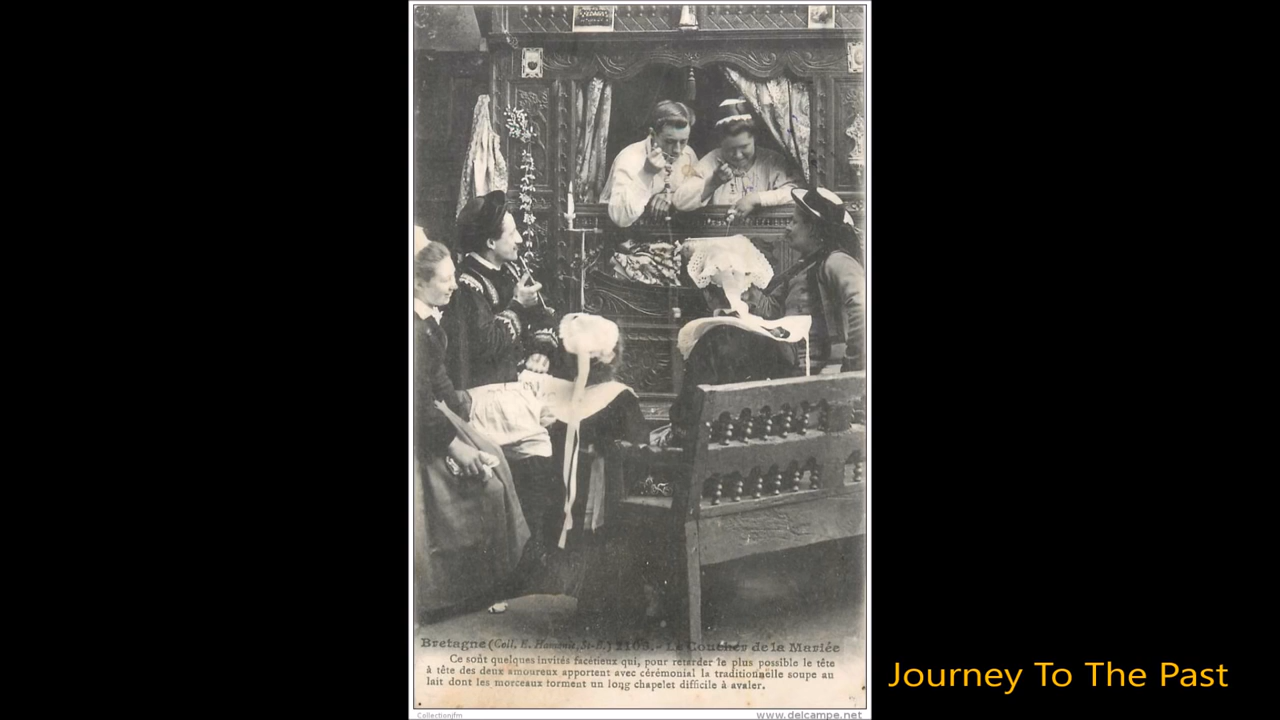 Bretagne (Coll. E. Hamonic, St-B.) 2105. - Le Coucher de la Mariée
Ce sont quelques invités facétieux qui, pour retarder le plus possible le tête
à tête des deux amoureux apportent avec cérémonial la traditionnelle soupe au
lait dont les morceaux forment un long chapelet difficile à avaler.
Journey To The Past
Collectionjfm
www.delcampe.net